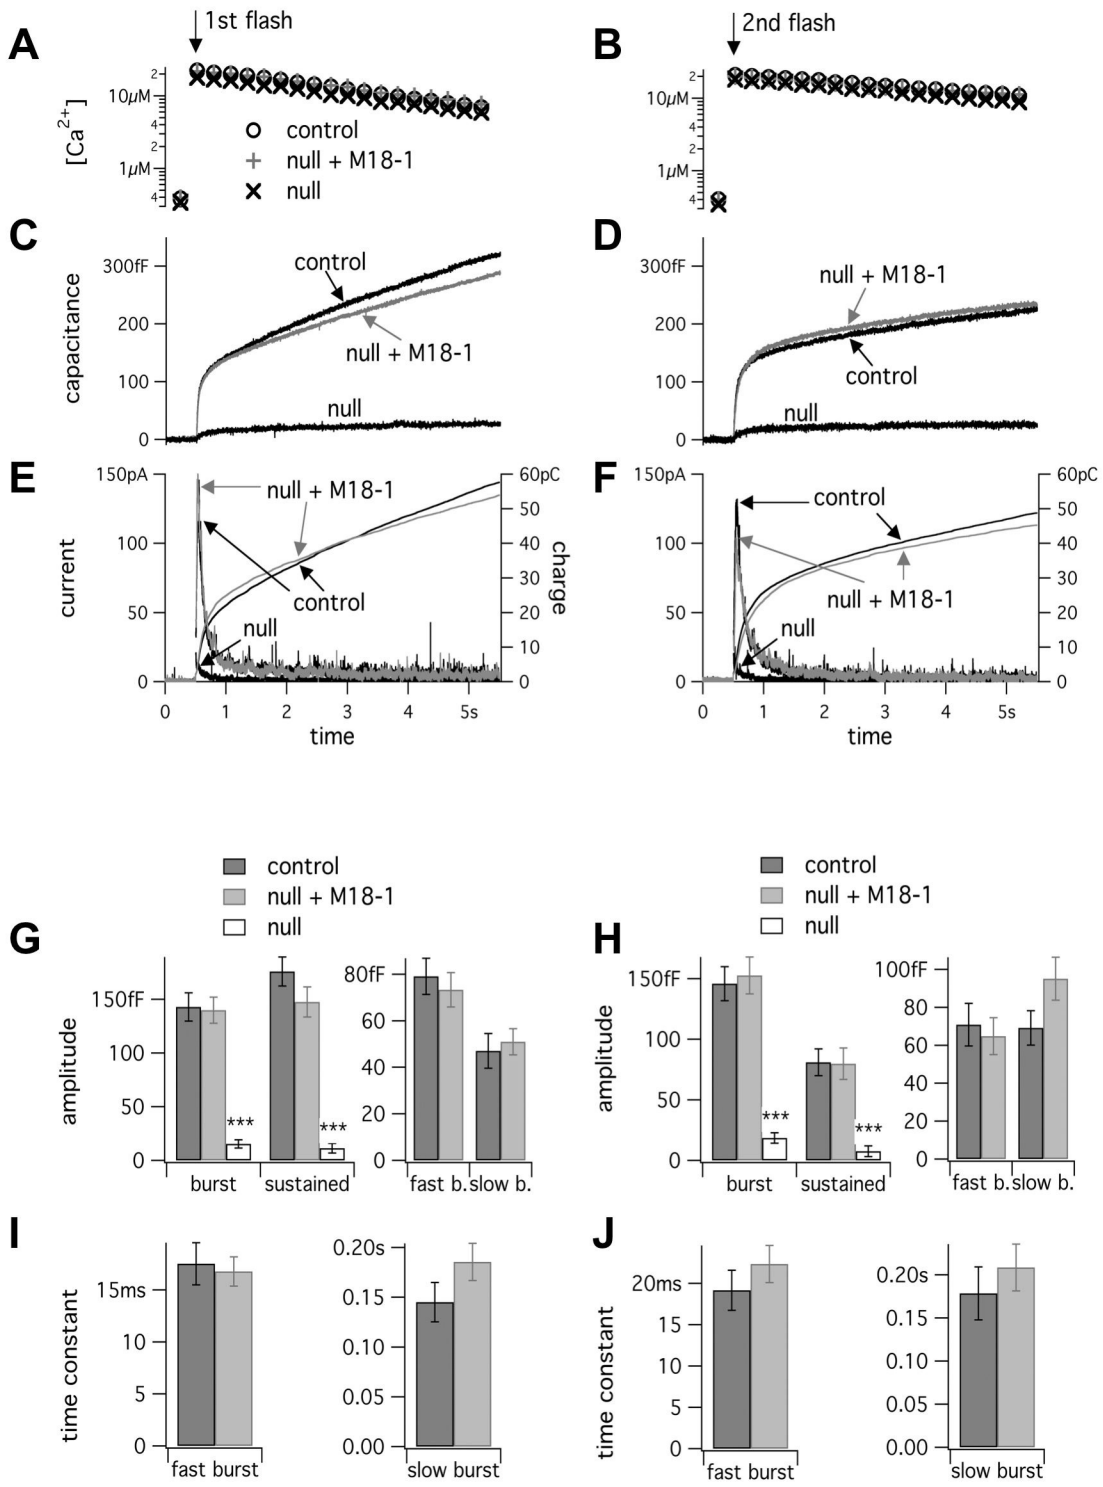 A
1st flash
B
2nd flash
[Ca2+]
2
10µM
4
2
1µM
4
control
null + M18-1
null
2
10µM
4
2
1µM
4
C
capacitance
300fF
200
100
0
control
null + M18-1
null
D
300fF
200
100
0
null + M18-1
control
null
E
current
150pA
100
50
0
null + M18-1
control
null
60pC
50
40
30
20
10
0
charge
0 1 2 3 4 5s
time
F
150pA
100
50
0
control
null + M18-1
null
60pC
50
40
30
20
10
0
0 1 2 3 4 5s
time
control
null + M18-1
null
control
null + M18-1
null
G
amplitude
150fF
100
50
0
***
***
burst sustained
80fF
60
40
20
0
fast b. slow b.
H
amplitude
150fF
100
50
0
***
***
burst sustained
100fF
80
60
40
20
0
fast b. slow b.
I
time constant
15ms
10
5
0
fast burst
0.20s
0.15
0.10
0.05
0.00
slow burst
J
time constant
20ms
15
10
5
0
fast burst
0.20s
0.15
0.10
0.05
0.00
slow burst